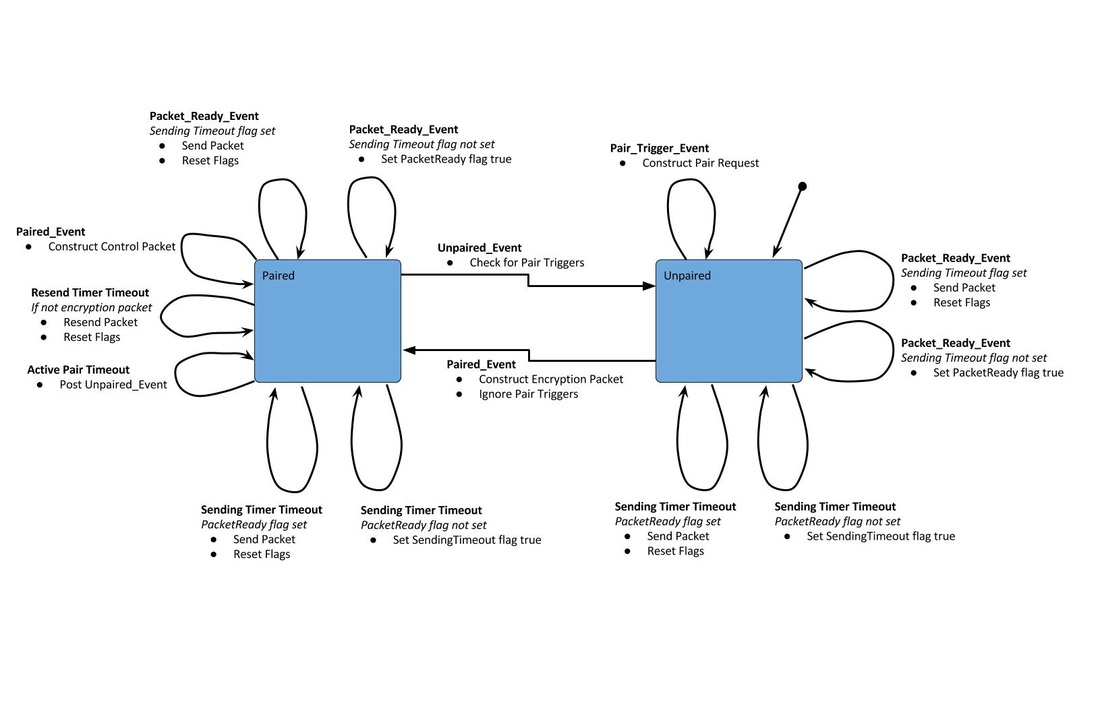 Packet_Ready_Event
Sending Timeout flag set
● Send Packet
● Reset Flags
Packet_Ready_Event
Sending Timeout flag not set
● Set PacketReady flag true
Pair_Trigger_Event
● Construct Pair Request
Paired_Event
● Construct Control Packet
Resend Timer Timeout
If not encryption packet
● Resend Packet
● Reset Flags
Active Pair Timeout
● Post Unpaired_Event
Paired
Unpaired_Event
● Check for Pair Triggers
Paired_Event
● Construct Encryption Packet
● Ignore Pair Triggers
Unpaired
Packet_Ready_Event
Sending Timeout flag set
● Send Packet
● Reset Flags
Packet_Ready_Event
Sending Timeout flag not set
● Set PacketReady flag true
Sending Timer Timeout
PacketReady flag set
● Send Packet
● Reset Flags
Sending Timer Timeout
PacketReady flag not set
● Set SendingTimeout flag true
Sending Timer Timeout
PacketReady flag set
● Send Packet
● Reset Flags
Sending Timer Timeout
PacketReady flag not set
● Set SendingTimeout flag true